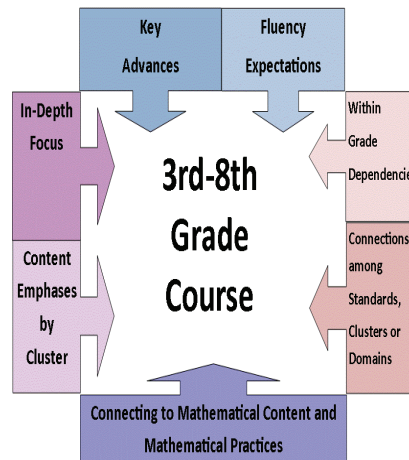 Key
Advances
Fluency
Expectations
In-Depth
Focus
Within
Grade
Dependencie
3rd-8th
Grade
Course
Content
Emphases
by
Cluster
Connections
among
Standards,
Clusters or
Domains
Connecting to Mathematical Content and
Mathematical Practices